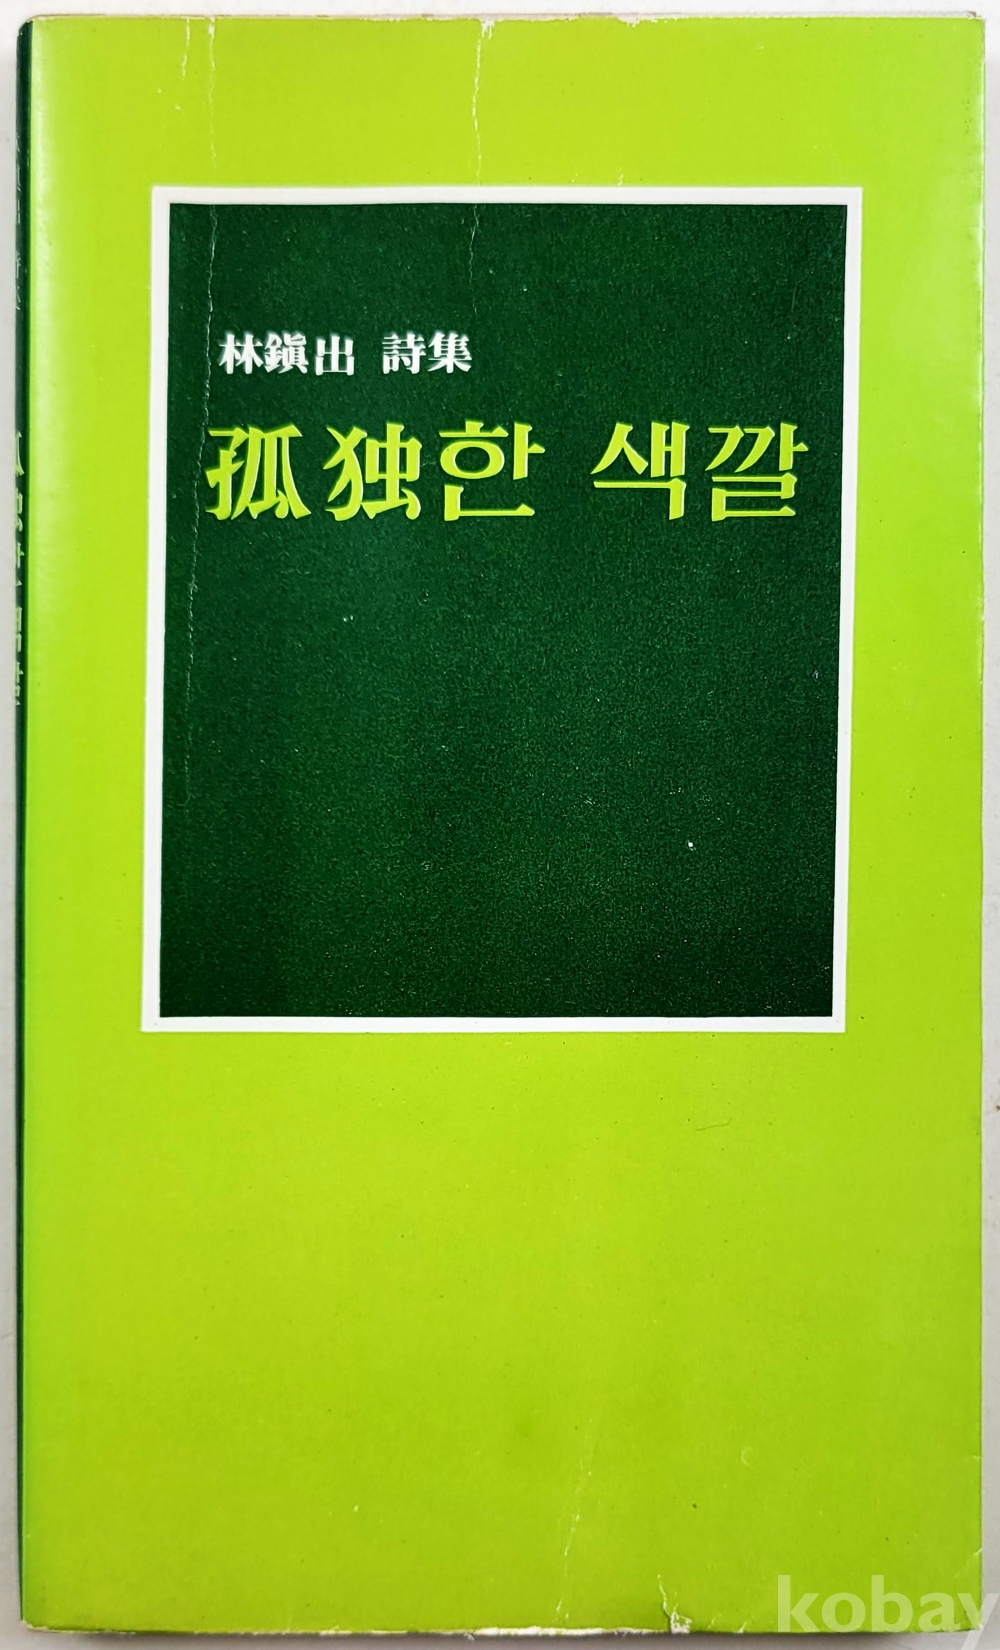 林鎭出 詩集
孤独한 색깔
kobay